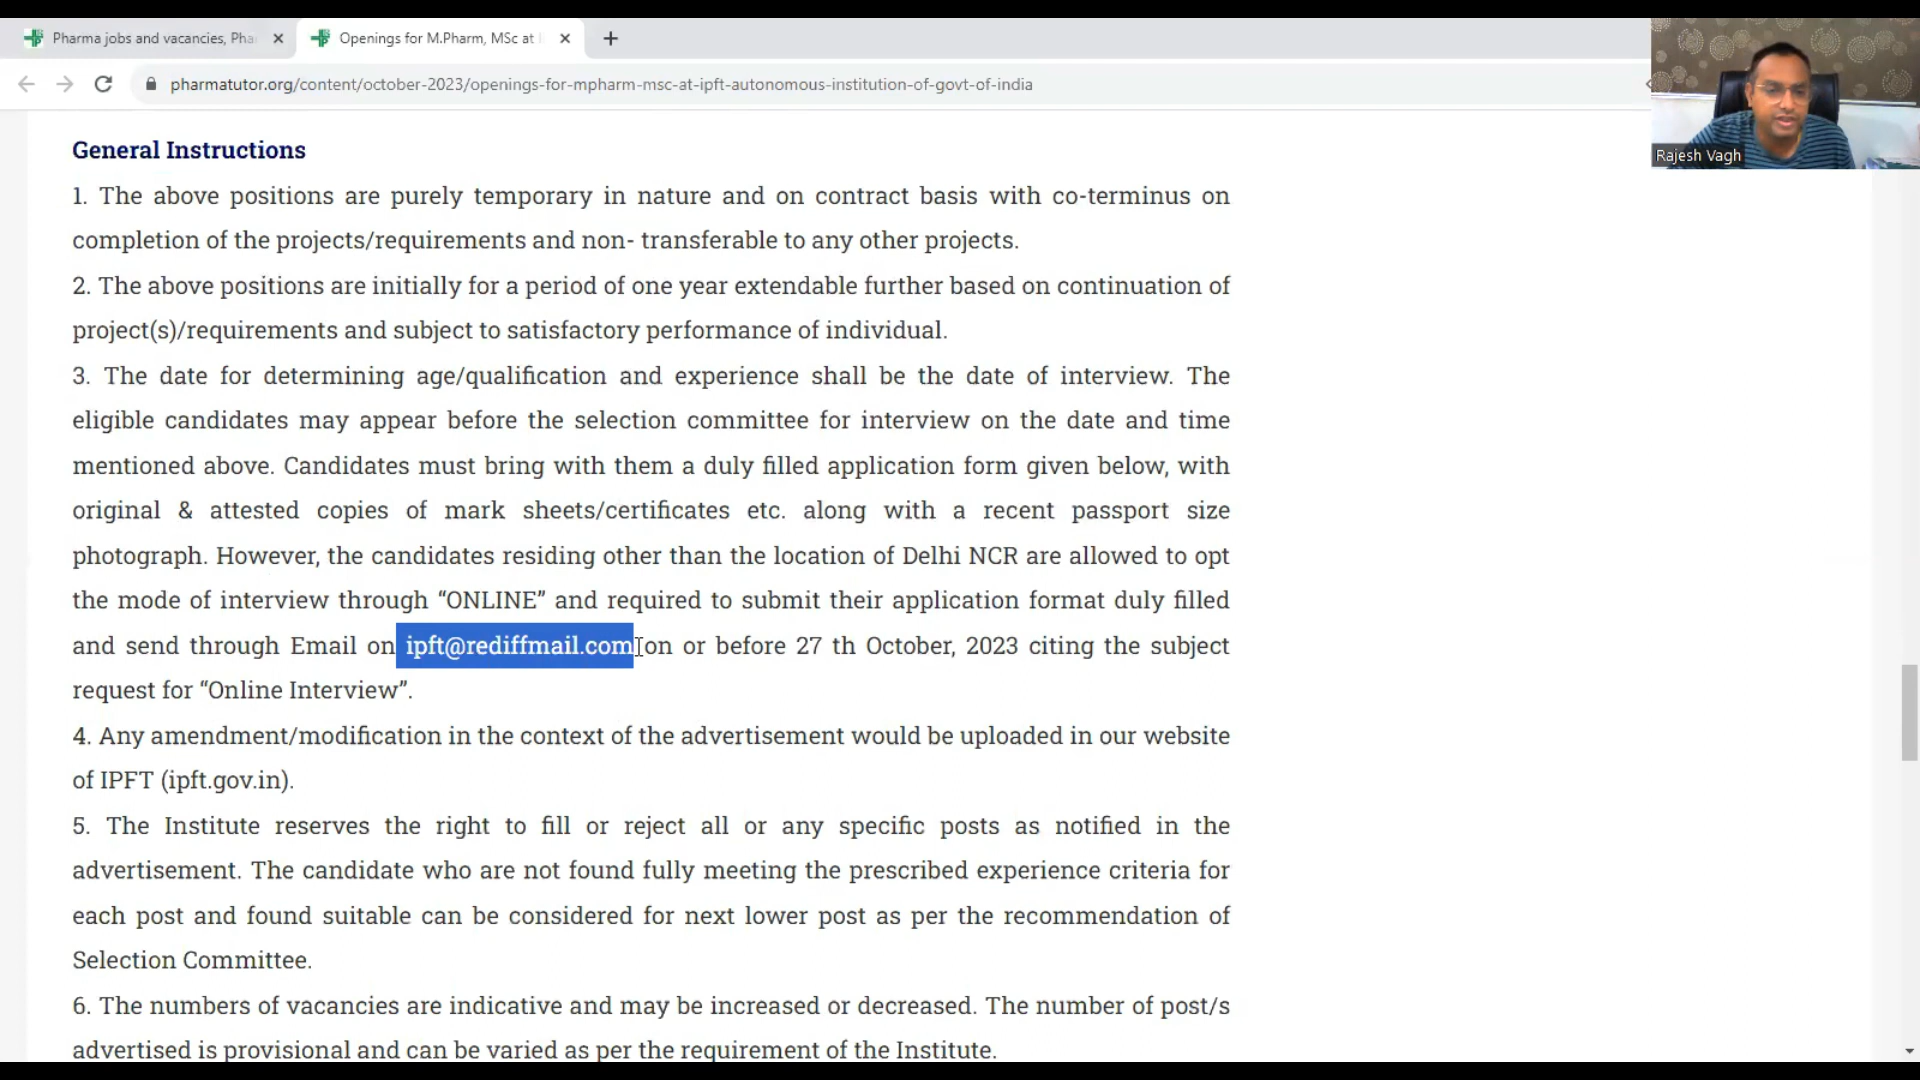 Pharma jobs and vacancies, Pha
Openings for M.Pharm, MSc at
pharmatutor.org/content/october-2023/openings-for-mpharm-msc-at-ipft-autonomous-institution-of-govt-of-india
Rajesh Vagh
General Instructions
1. The above positions are purely temporary in nature and on contract basis with co-terminus on
completion of the projects/requirements and non- transferable to any other projects.
2. The above positions are initially for a period of one year extendable further based on continuation of
project(s)/requirements and subject to satisfactory performance of individual.
3. The date for determining age/qualification and experience shall be the date of interview. The
eligible candidates may appear before the selection committee for interview on the date and time
mentioned above. Candidates must bring with them a duly filled application form given below, with
original & attested copies of mark sheets/certificates etc. along with a recent passport size
photograph. However, the candidates residing other than the location of Delhi NCR are allowed to opt
the mode of interview through “ONLINE” and required to submit their application format duly filled
and send through Email on ipft@rediffmail.com on or before 27 th October, 2023 citing the subject
request for “Online Interview”.
4. Any amendment/modification in the context of the advertisement would be uploaded in our website
of IPFT (ipft.gov.in).
5. The Institute reserves the right to fill or reject all or any specific posts as notified in the
advertisement. The candidate who are not found fully meeting the prescribed experience criteria for
each post and found suitable can be considered for next lower post as per the recommendation of
Selection Committee.
6. The numbers of vacancies are indicative and may be increased or decreased. The number of post/s
advertised is provisional and can be varied as per the requirement of the Institute.